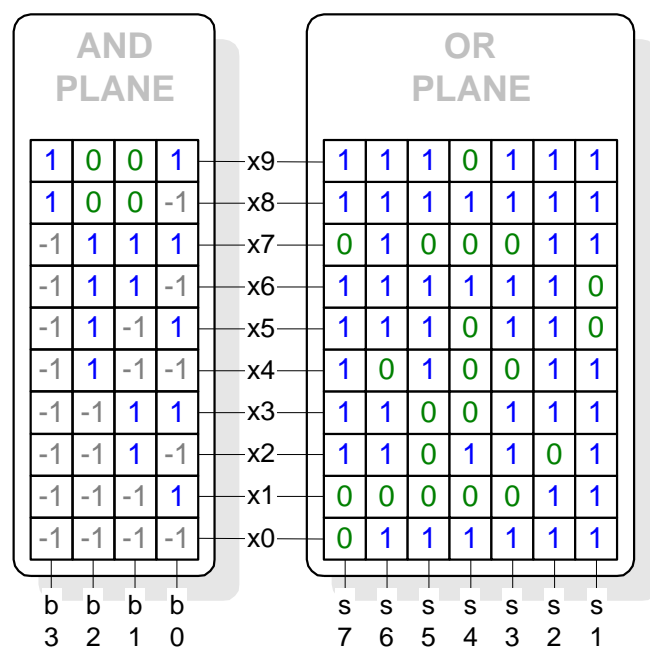 AND OR
PLANE PLANE
1 0 0 1 x9 1 1 1 0 1 1 1
1 0 0 -1 x8 1 1 1 1 1 1 1
-1 1 1 1 x7 0 1 0 0 0 1 1
-1 1 1 -1 x6 1 1 1 1 1 1 0
-1 1 -1 1 x5 1 1 1 0 1 1 0
-1 1 -1 -1 x4 1 0 1 0 0 1 1
-1 -1 1 1 x3 1 1 0 0 1 1 1
-1 -1 1 -1 x2 1 1 0 1 1 0 1
-1 -1 -1 1 x1 0 0 0 0 0 1 1
-1 -1 -1 -1 x0 0 1 1 1 1 1 1
b b b b s s s s s s s
3 2 1 0 7 6 5 4 3 2 1